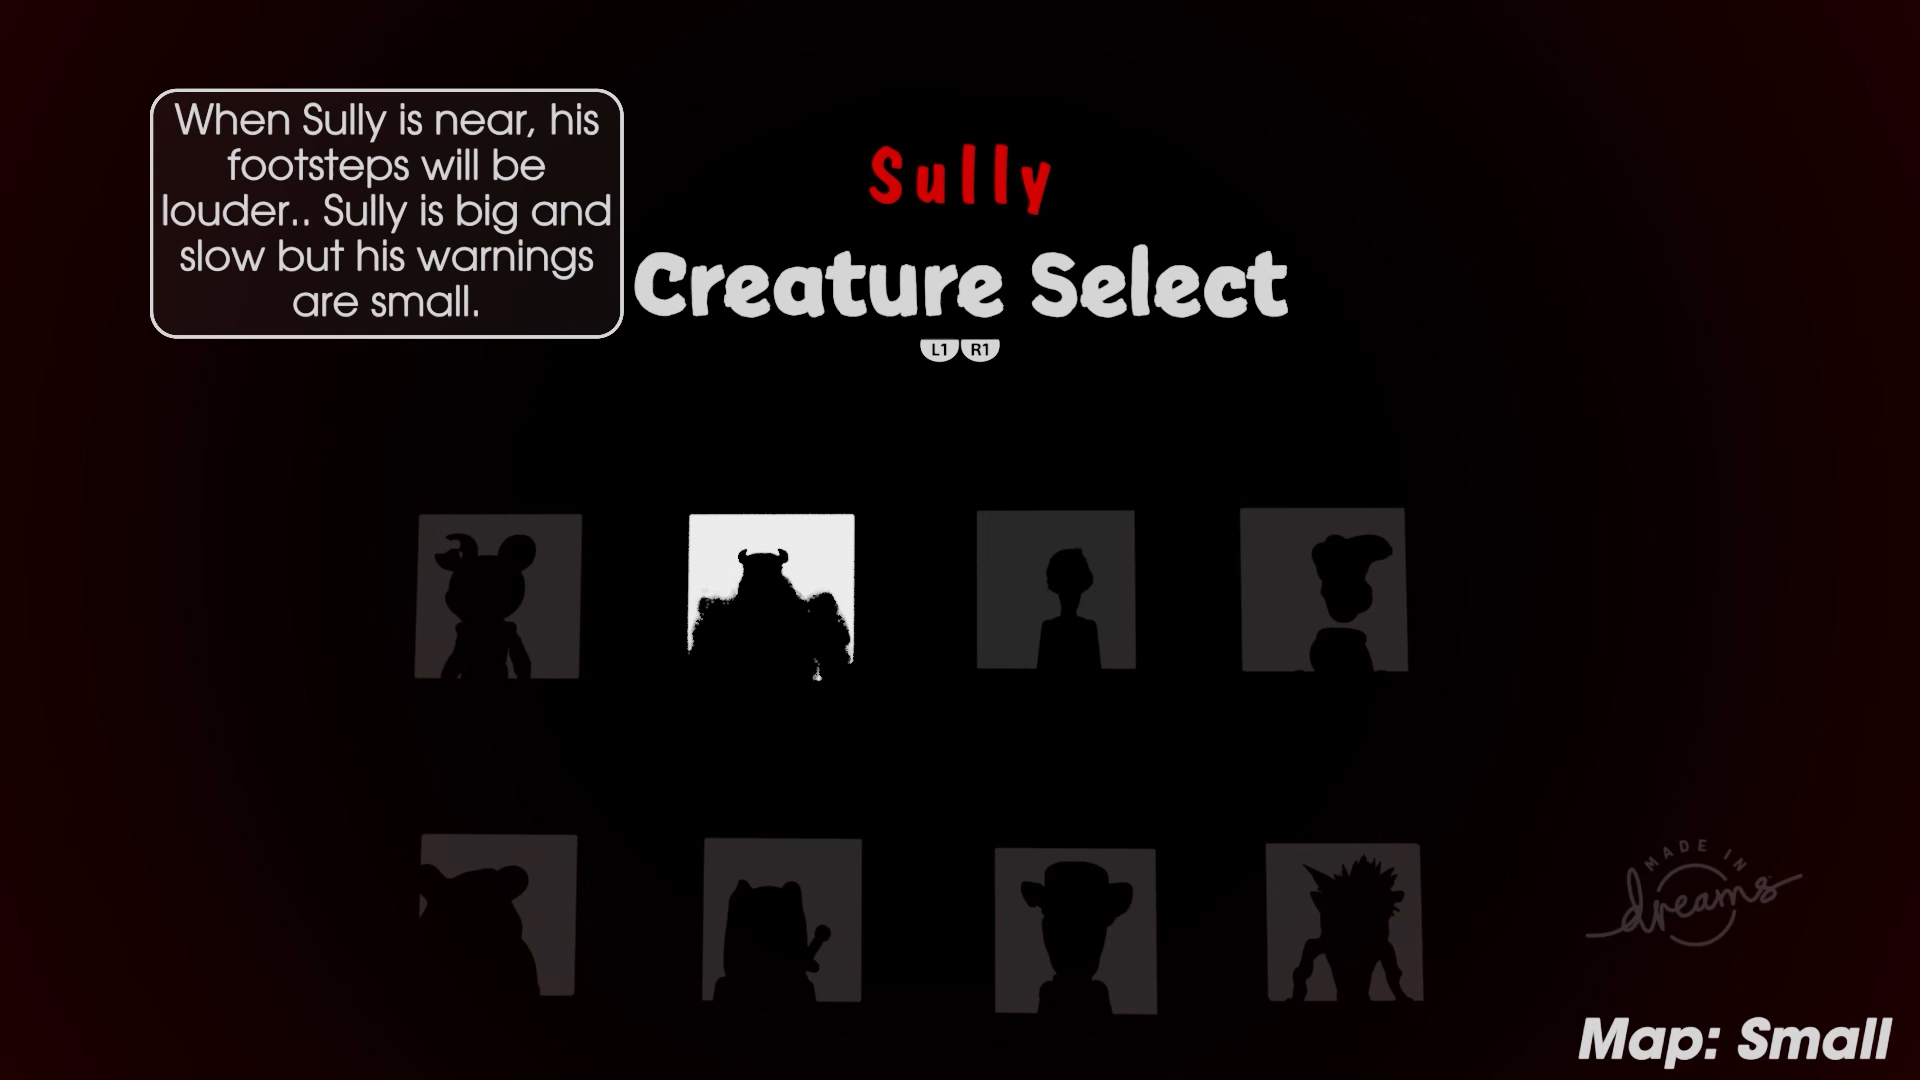 When Sully is near, his
footsteps will be
louder.. Sully is big and
slow but his warnings
are small.
Sully
Creature Select
L1 R1
MADE IN
dreams
Map: Small